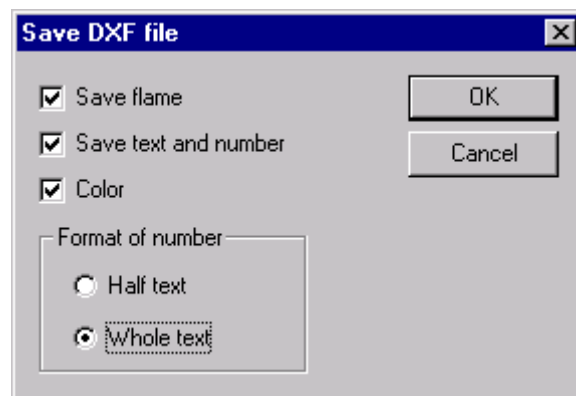 Save DXF file
Save flame
OK
Save text and number
Cancel
Color
Format of number
Half text
Whole text